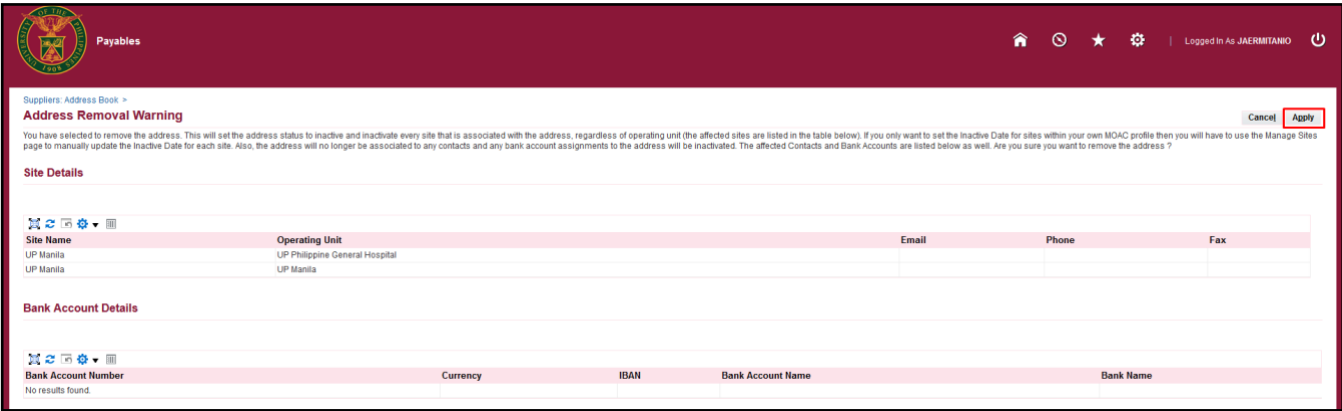 UNIVERSITY OF THE PHILIPPINES
1908
Payables
Logged In As JAERMITANIO
Suppliers: Address Book >
Address Removal Warning
Cancel Apply
You have selected to remove the address. This will set the address status to inactive and inactivate every site that is associated with the address, regardless of operating unit (the affected sites are listed in the table below). If you only want to set the Inactive Date for sites within your own MOAC profile then you will have to use the Manage Sites
page to manually update the Inactive Date for each site. Also, the address will no longer be associated to any contacts and any bank account assignments to the address will be inactivated. The affected Contacts and Bank Accounts are listed below as well. Are you sure you want to remove the address ?
Site Details
Site Name Operating Unit Email Phone Fax
UP Manila UP Philippine General Hospital
UP Manila UP Manila
Bank Account Details
Bank Account Number Currency IBAN Bank Account Name Bank Name
No results found.